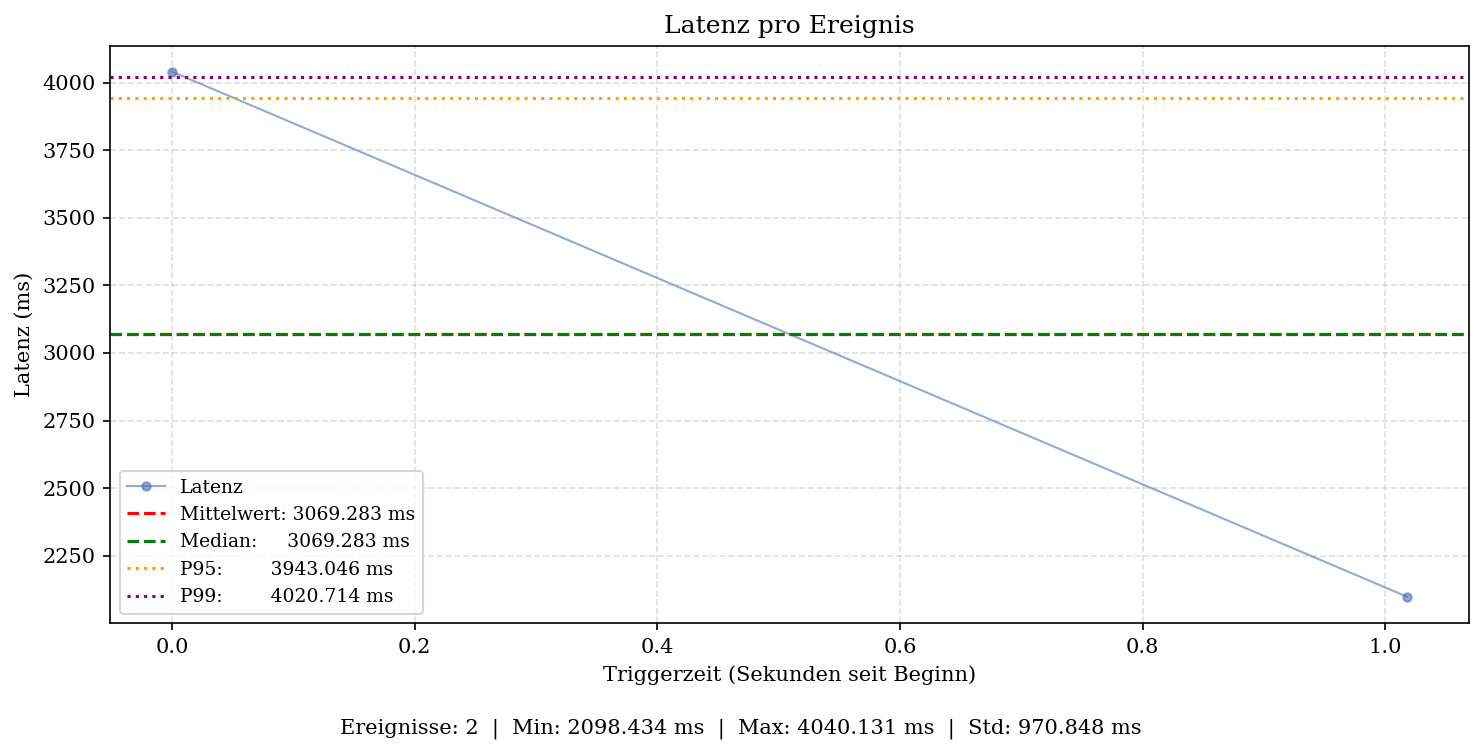 Latenz pro Ereignis
Latenz (ms)
4000
3750
3500
3250
3000
2750
2500
2250
Latenz
Mittelwert: 3069.283 ms
Median: 3069.283 ms
P95: 3943.046 ms
P99: 4020.714 ms
0.0 0.2 0.4 0.6 0.8 1.0
Triggerzeit (Sekunden seit Beginn)
Ereignisse: 2 | Min: 2098.434 ms | Max: 4040.131 ms | Std: 970.848 ms